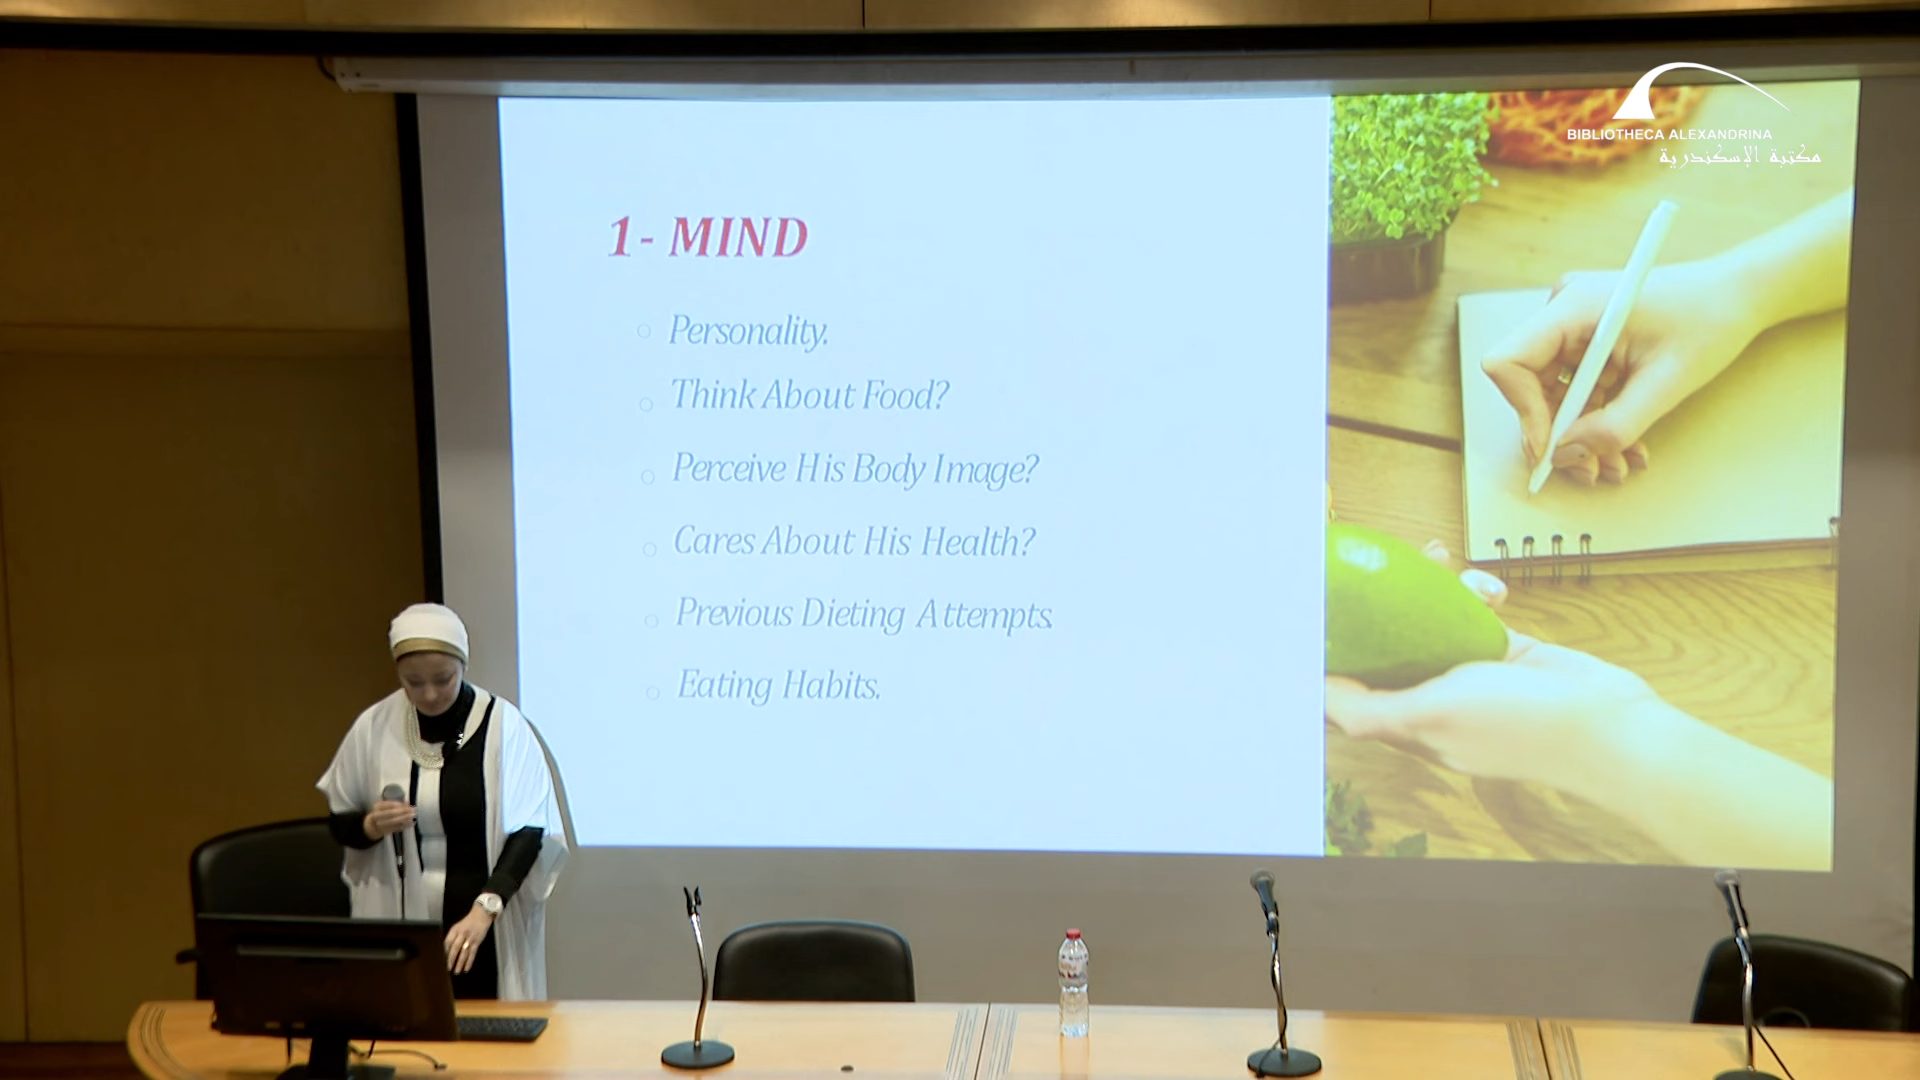 BIBLIOTHECA ALEXANDRINA
مكتبة الإسكندرية
1- MIND
Personality.
Think About Food?
Perceive His Body Image?
Cares About His Health?
Previous Dieting Attempts.
Eating Habits.